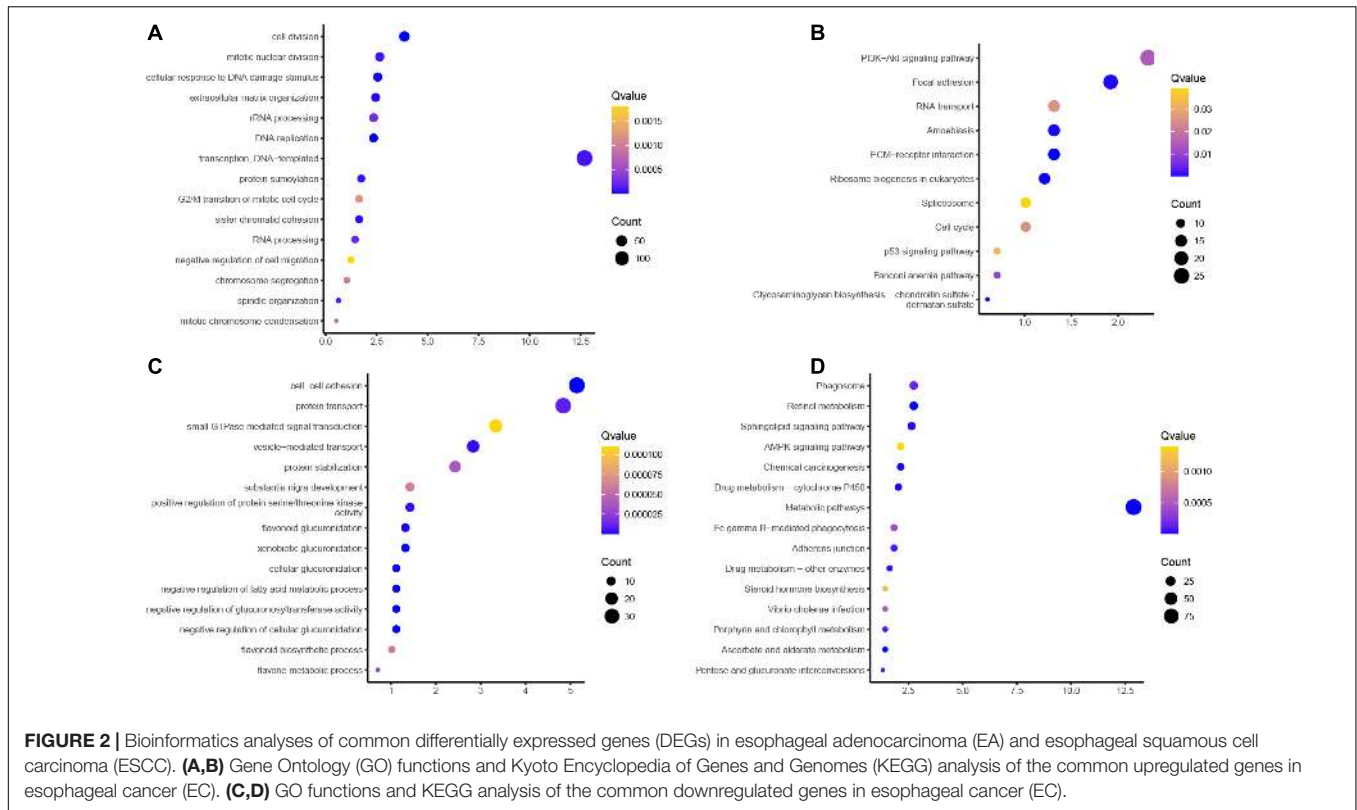 A
cell division
mitotic nuclear division
cellular response to DNA damage stimulus
extracellular matrix organization
rRNA processing
DNA replication
transcription, DNA-templated
protein sumoylation
G2/M transition of mitotic cell cycle
sister chromatid cohesion
RNA processing
negative regulation of cell migration
chromosome segregation
spindle organization
mitotic chromosome condensation
0.0 2.5 5.0 7.5 10.0 12.5
Qvalue
0.0015
0.0010
0.0005
Count
50
100
B
PI3K-Akt signaling pathway
Focal adhesion
RNA transport
Amoebiasis
ECM-receptor interaction
Ribosome biogenesis in eukaryotes
Spliceosome
Cell cycle
p53 signaling pathway
Fanconi anemia pathway
Glycosaminoglycan biosynthesis – chondroitin sulfate /
dermatan sulfate
1.0 1.5 2.0
Qvalue
0.03
0.02
0.01
Count
10
15
20
25
C
cell-cell adhesion
protein transport
small GTPase mediated signal transduction
vesicle-mediated transport
protein stabilization
substantia nigra development
positive regulation of protein serine/threonine kinase
activity
flavonoid glucuronidation
xenobiotic glucuronidation
cellular glucuronidation
negative regulation of fatty acid metabolic process
negative regulation of glucuronosyltransferase activity
negative regulation of cellular glucuronidation
flavonoid biosynthetic process
flavone metabolic process
1 2 3 4 5
Qvalue
0.000100
0.000075
0.000050
0.000025
Count
10
20
30
D
Phagosome
Retinol metabolism
Sphingolipid signaling pathway
AMPK signaling pathway
Chemical carcinogenesis
Drug metabolism – cytochrome P450
Metabolic pathways
Fc gamma R-mediated phagocytosis
Adherens junction
Drug metabolism – other enzymes
Steroid hormone biosynthesis
Vibrio cholerae infection
Porphyrin and chlorophyll metabolism
Ascorbate and aldarate metabolism
Pentose and glucuronate interconversions
2.5 5.0 7.5 10.0 12.5
Qvalue
0.0010
0.0005
Count
25
50
75
FIGURE 2 | Bioinformatics analyses of common differentially expressed genes (DEGs) in esophageal adenocarcinoma (EA) and esophageal squamous cell
carcinoma (ESCC). (A,B) Gene Ontology (GO) functions and Kyoto Encyclopedia of Genes and Genomes (KEGG) analysis of the common upregulated genes in
esophageal cancer (EC). (C,D) GO functions and KEGG analysis of the common downregulated genes in esophageal cancer (EC).